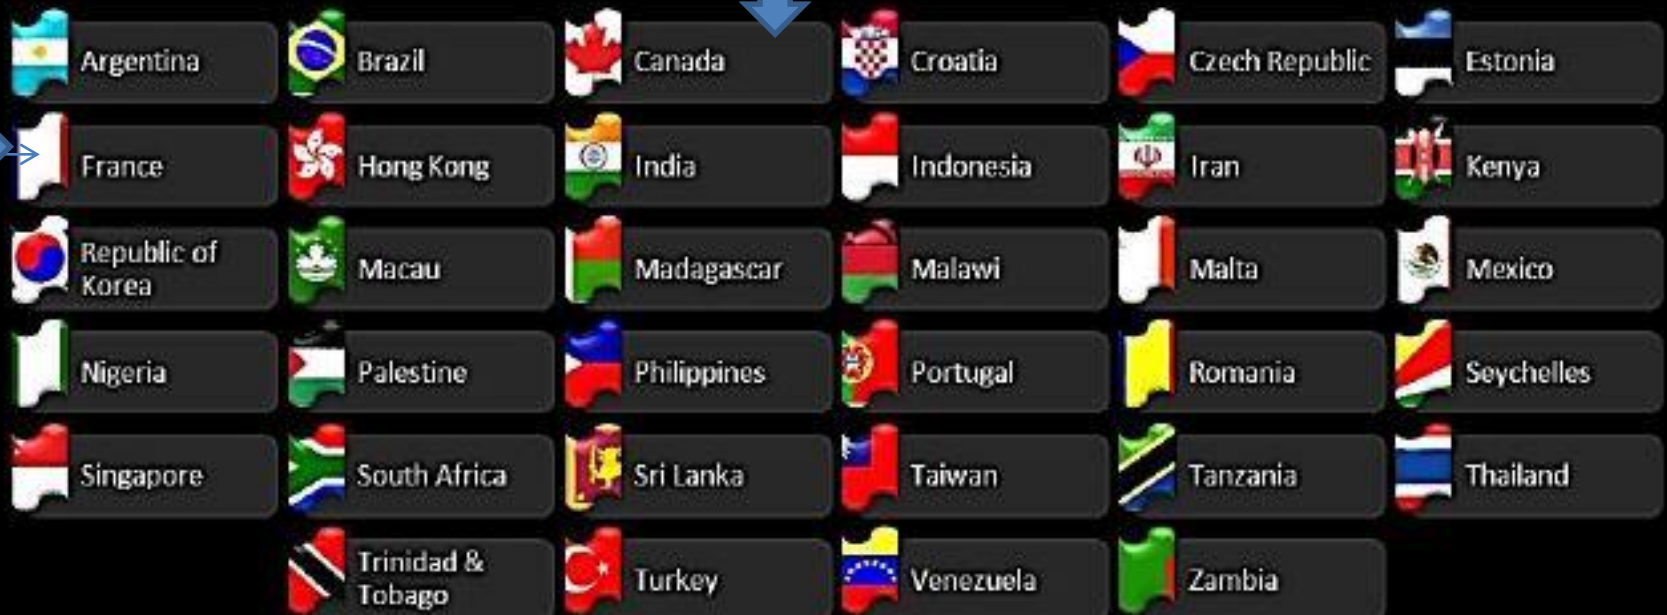 Argentina
Brazil
Canada
Croatia
Czech Republic
Estonia
France
Hong Kong
India
Indonesia
Iran
Kenya
Republic of
Korea
Macau
Madagascar
Malawi
Malta
Mexico
Nigeria
Palestine
Philippines
Portugal
Romania
Seychelles
Singapore
South Africa
Sri Lanka
Taiwan
Tanzania
Thailand
Trinidad &
Tobago
Turkey
Venezuela
Zambia